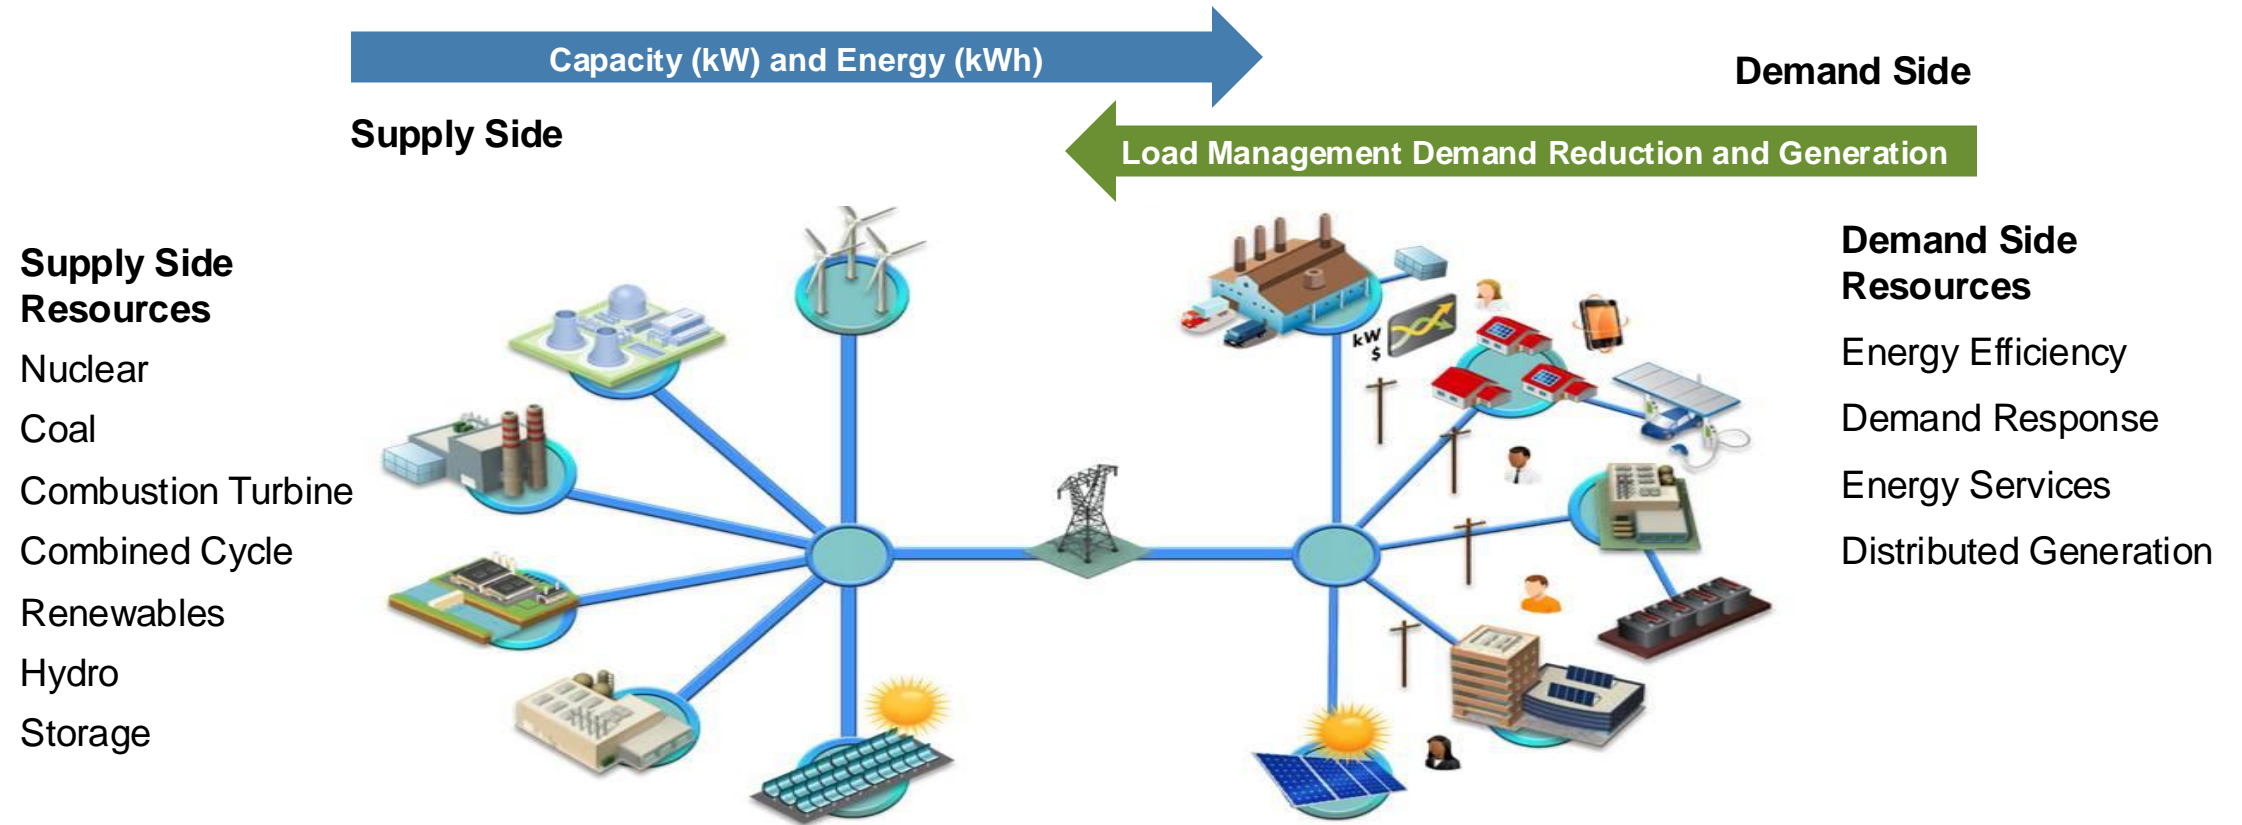 Capacity (kW) and Energy (kWh)
Demand Side
Supply Side
Load Management Demand Reduction and Generation
Supply Side
Resources
Nuclear
Coal
Combustion Turbine
Combined Cycle
Renewables
Hydro
Storage
kW
$
Demand Side
Resources
Energy Efficiency
Demand Response
Energy Services
Distributed Generation